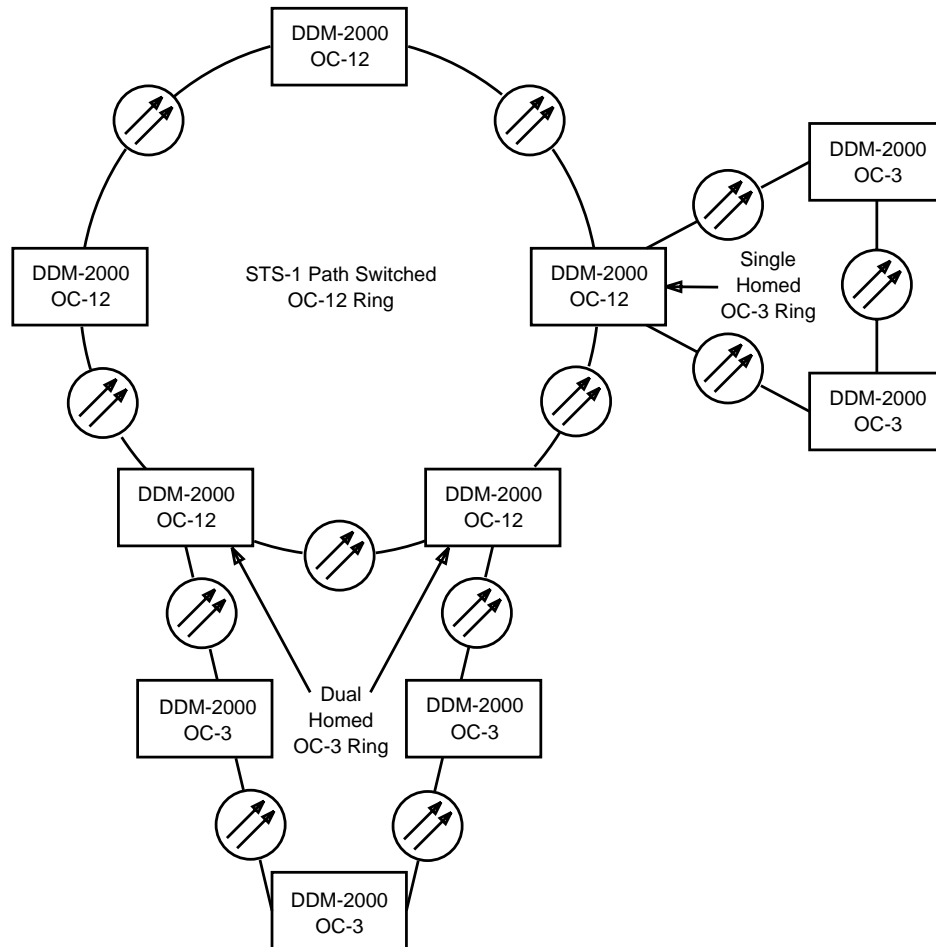 DDM-2000
OC-12
DDM-2000
OC-3
DDM-2000
OC-12
STS-1 Path Switched
OC-12 Ring
DDM-2000
OC-12
Single
Homed
OC-3 Ring
DDM-2000
OC-3
DDM-2000
OC-12
DDM-2000
OC-12
DDM-2000
OC-3
Dual
Homed
OC-3 Ring
DDM-2000
OC-3
DDM-2000
OC-3